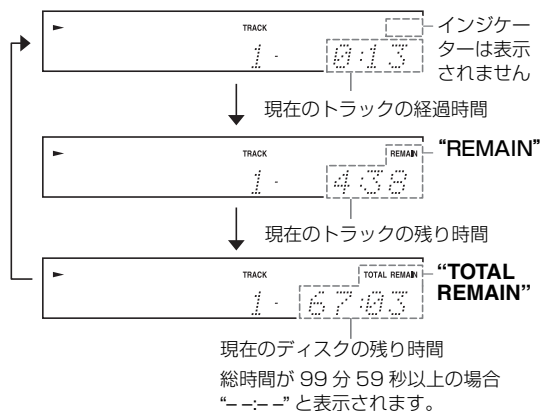 TRACK
1 - 0:13
インジケー
ターは表示
されません
現在のトラックの経過時間
TRACK REMAIN
1 - 4:38
“REMAIN”
現在のトラックの残り時間
TRACK TOTAL REMAIN
1 - 67:03
“TOTAL
REMAIN”
現在のディスクの残り時間
総時間が 99 分 59 秒以上の場合
“– –:– –” と表示されます。